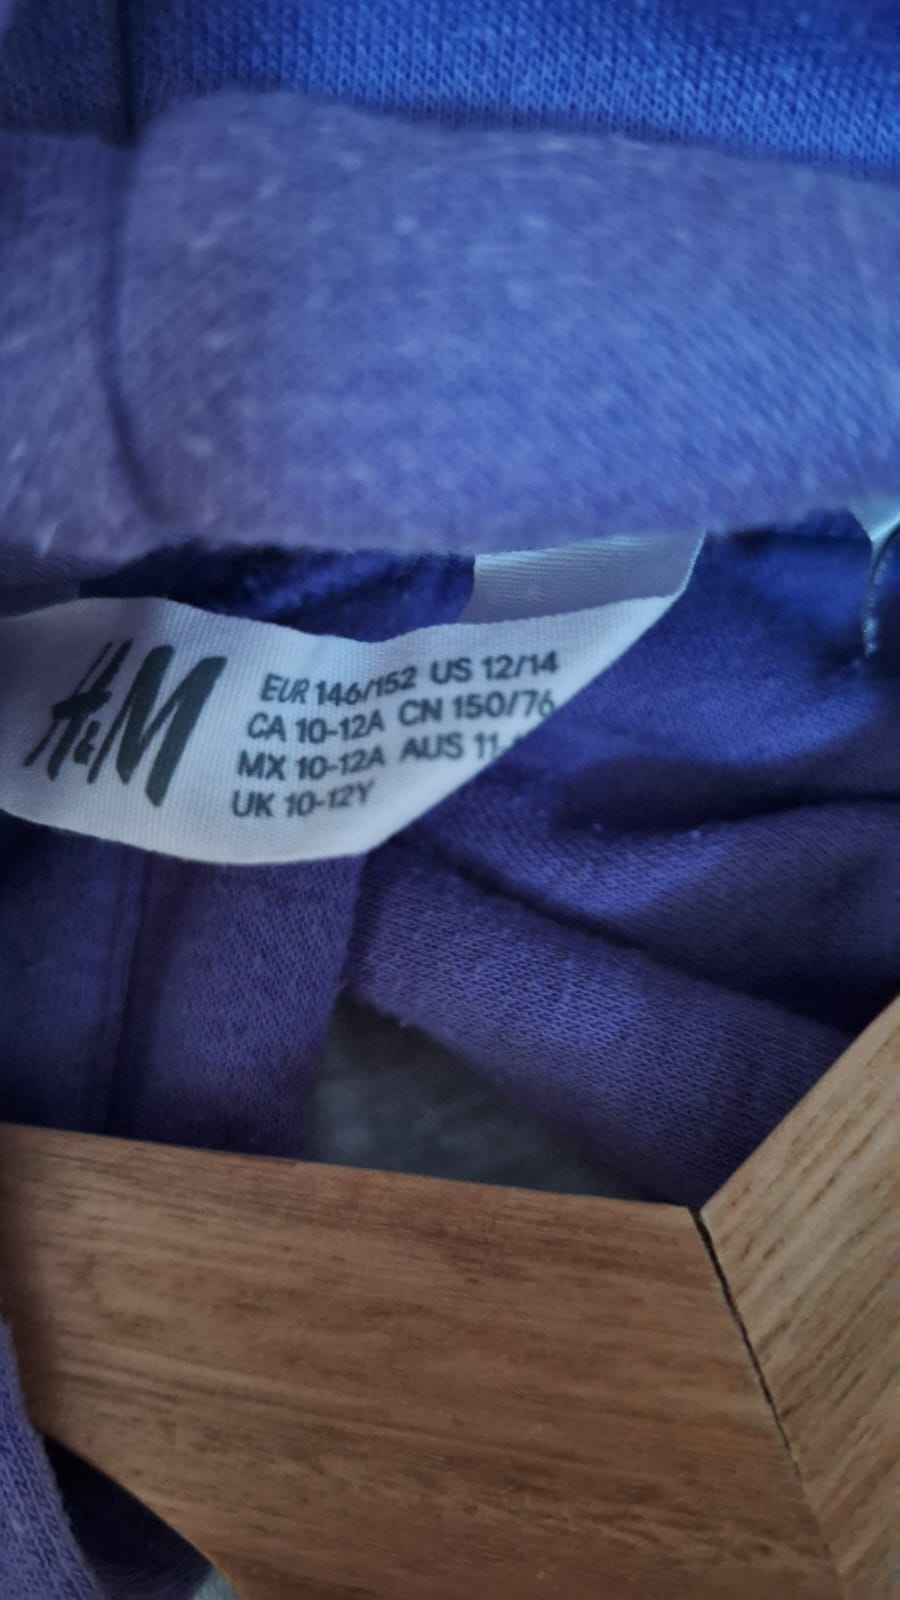 H&M
EUR 146/152 US 12/14
CA 10-12A CN 150/76
MX 10-12A AUS 11-
UK 10-12Y